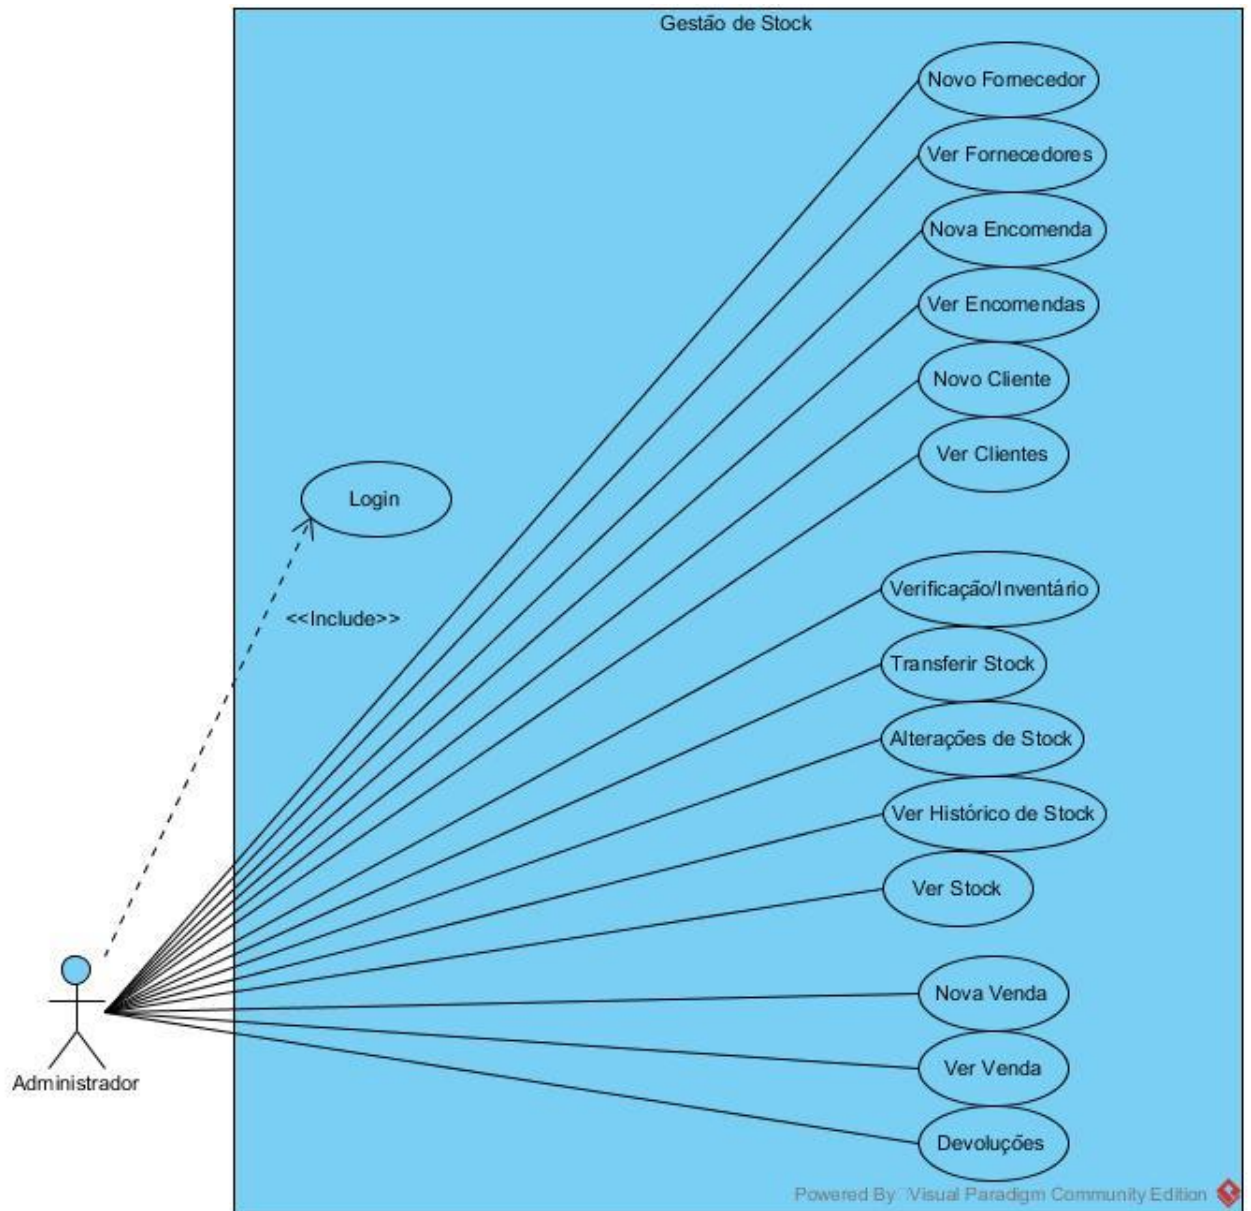 Gestão de Stock
Novo Fornecedor
Ver Fornecedores
Nova Encomenda
Ver Encomendas
Novo Cliente
Ver Clientes
Login
<<Include>>
Verificação/Inventário
Transferir Stock
Alterações de Stock
Ver Histórico de Stock
Ver Stock
Nova Venda
Ver Venda
Administrador
Devoluções
Powered By Visual Paradigm Community Edition